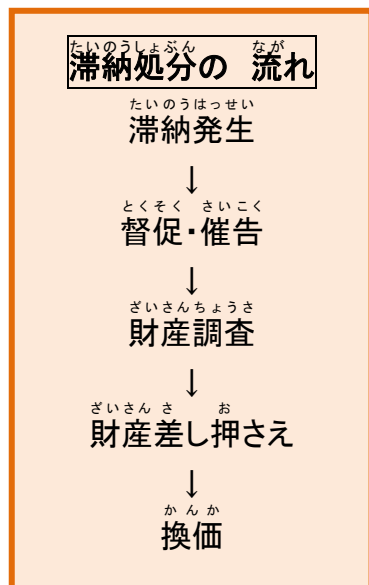 たいのうしょぶん なが
滞納処分の 流れ
たいのうはっせい
滞納発生
↓
とくそく さいこく
督促・催告
↓
ざいさんちょうさ
財産調査
↓
ざいさん さ お
財産差し押さえ
↓
かんか
換価